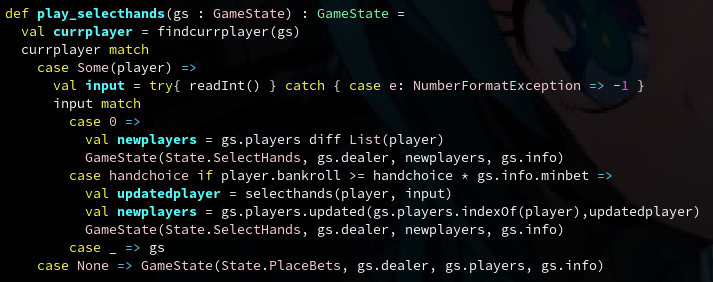 def play_selecthands(gs : GameState) : GameState =
  val currplayer = findcurrplayer(gs)
  currplayer match
    case Some(player) =>
      val input = try{ readInt() } catch { case e: NumberFormatException => -1 }
      input match
        case 0 =>
          val newplayers = gs.players diff List(player)
          GameState(State.SelectHands, gs.dealer, newplayers, gs.info)
        case handchoice if player.bankroll >= handchoice * gs.info.minbet =>
          val updatedplayer = selecthands(player, input)
          val newplayers = gs.players.updated(gs.players.indexOf(player),updatedplayer)
          GameState(State.SelectHands, gs.dealer, newplayers, gs.info)
        case _ => gs
    case None => GameState(State.PlaceBets, gs.dealer, gs.players, gs.info)